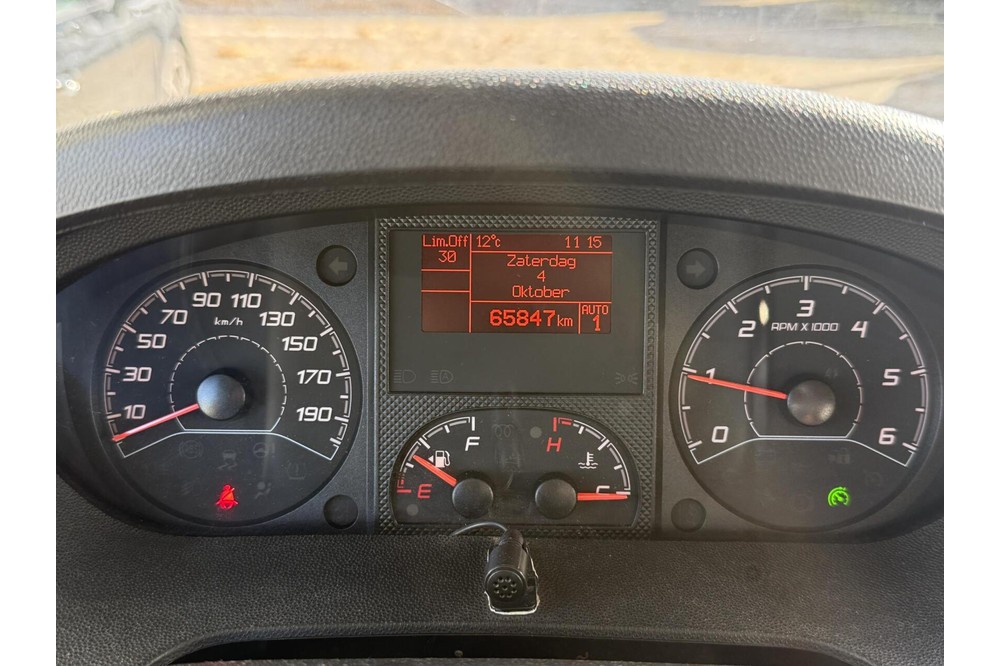 Lim.Off 12°c 11 15
30
Zaterdag
4
Oktober
65847km AUTO
1
10 30 50 70 90 110 130 150 170 190
km/h
F
E
H
C
0 1 2 3 4 5 6
RPM X 1000